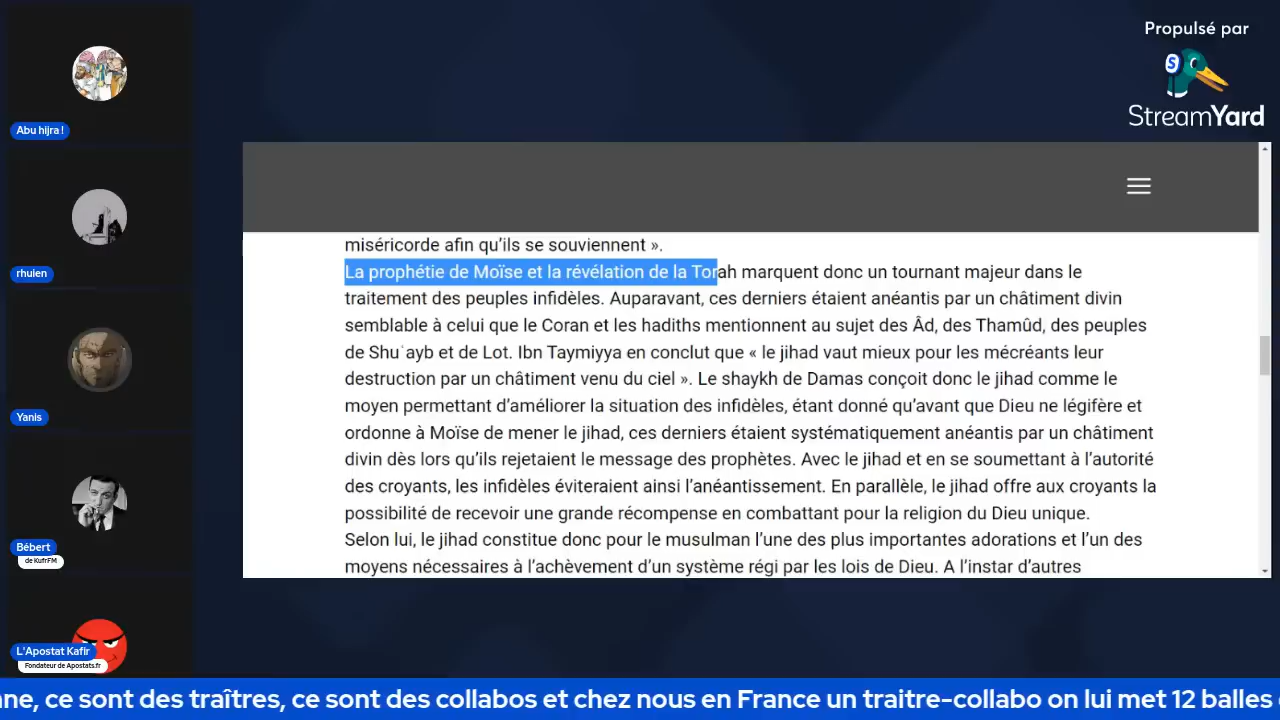 Propulsé par
StreamYard
Abu hijra !
rhuien
Yanis
Bébert
de KufrFM
L'Apostat Kafir
Fondateur de Apostats.fr
miséricorde afin qu’ils se souviennent ».
La prophétie de Moïse et la révélation de la Torah marquent donc un tournant majeur dans le
traitement des peuples infidèles. Auparavant, ces derniers étaient anéantis par un châtiment divin
semblable à celui que le Coran et les hadiths mentionnent au sujet des Âd, des Thamûd, des peuples
de Shuʿayb et de Lot. Ibn Taymiyya en conclut que « le jihad vaut mieux pour les mécréants leur
destruction par un châtiment venu du ciel ». Le shaykh de Damas conçoit donc le jihad comme le
moyen permettant d’améliorer la situation des infidèles, étant donné qu’avant que Dieu ne légifère et
ordonne à Moïse de mener le jihad, ces derniers étaient systématiquement anéantis par un châtiment
divin dès lors qu’ils rejetaient le message des prophètes. Avec le jihad et en se soumettant à l’autorité
des croyants, les infidèles éviteraient ainsi l’anéantissement. En parallèle, le jihad offre aux croyants la
possibilité de recevoir une grande récompense en combattant pour la religion du Dieu unique.
Selon lui, le jihad constitue donc pour le musulman l’une des plus importantes adorations et l’un des
moyens nécessaires à l’achèvement d’un système régi par les lois de Dieu. A l’instar d’autres
ne, ce sont des traîtres, ce sont des collabos et chez nous en France un traitre-collabo on lui met 12 balles